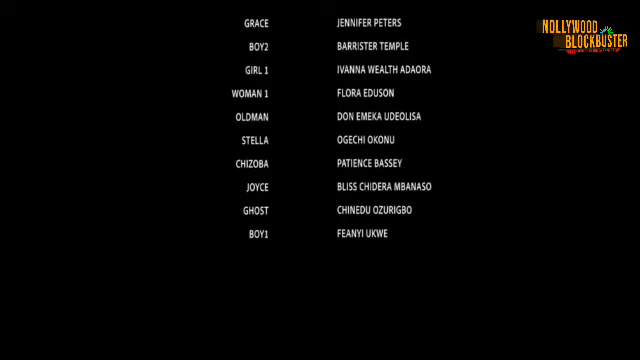 GRACE JENNIFER PETERS
BOY2 BARRISTER TEMPLE
GIRL 1 IVANNA WEALTH ADAORA
WOMAN 1 FLORA EDUSON
OLDMAN DON EMEKA UDEOLISA
STELLA OGECHI OKONU
CHIZOBA PATIENCE BASSEY
JOYCE BLISS CHIDERA MBANASO
GHOST CHINEDU OZURIGBO
BOY1 FEANYI UKWE
NOLLYWOOD
BLOCKBUSTER